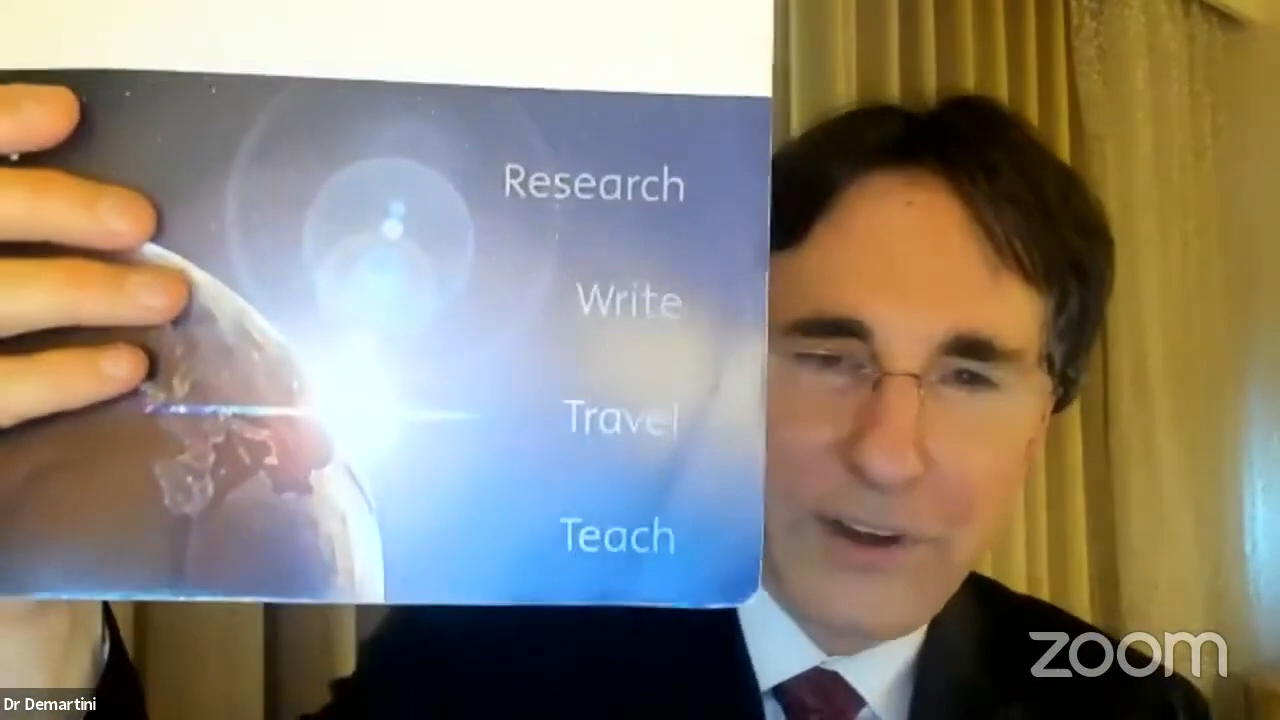 Research
Write
Travel
Teach
zoom
Dr Demartini